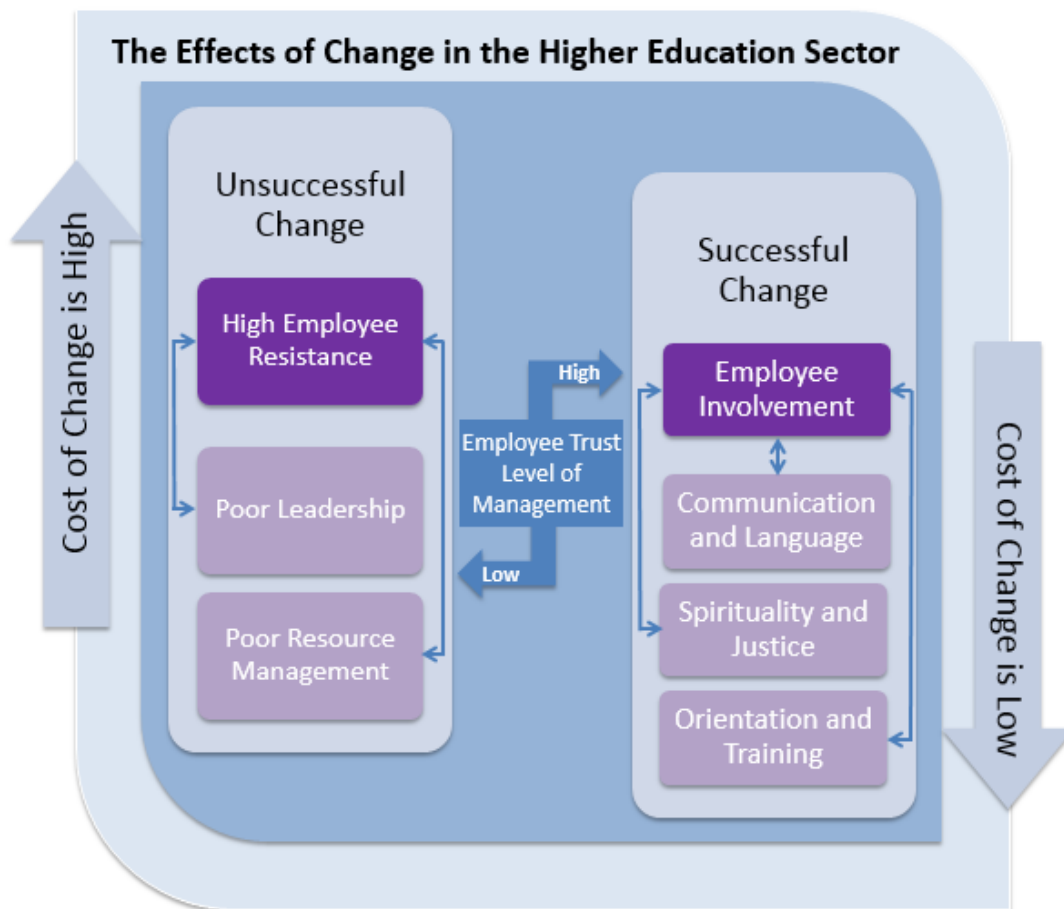 The Effects of Change in the Higher Education Sector
Cost of Change is High
Unsuccessful
Change
High Employee
Resistance
Poor Leadership
Poor Resource
Management
High
Employee Trust
Level of
Management
Low
Successful
Change
Employee
Involvement
Communication
and Language
Spirituality and
Justice
Orientation and
Training
Cost of Change is Low